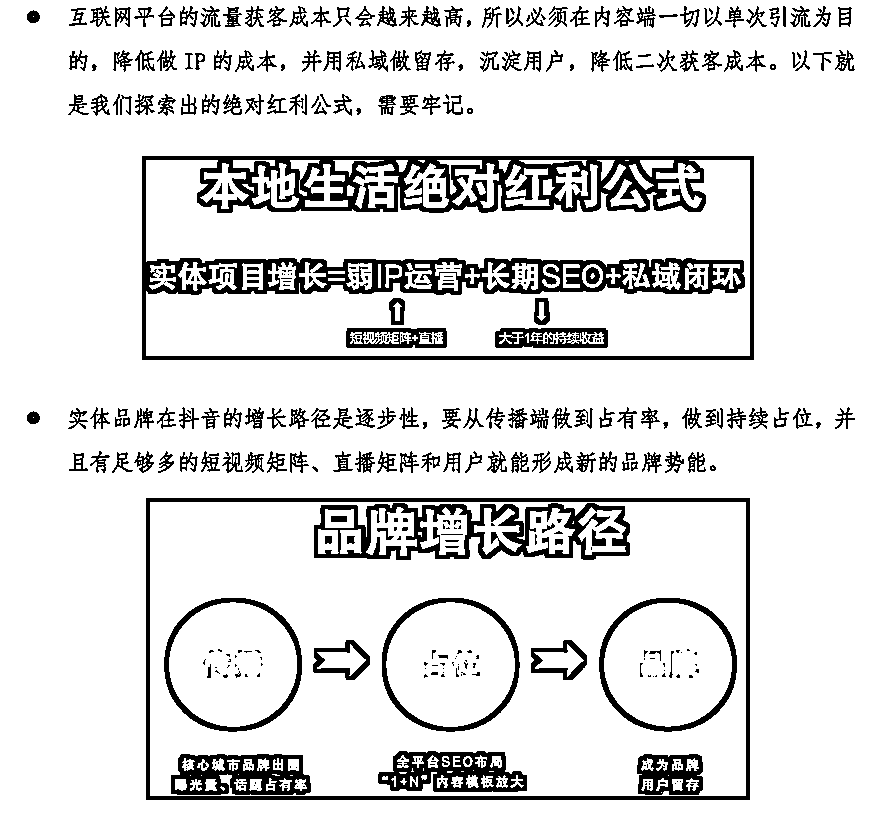 ● 互联网平台的流量获客成本只会越来越高，所以必须在内容端一切以单次引流为目
的，降低做 IP 的成本，并用私域做留存，沉淀用户，降低二次获客成本。以下就
是我们探索出的绝对红利公式，需要牢记。
本地生活绝对红利公式
实体项目增长=弱IP运营+长期SEO+私域闭环
短视频矩阵+直播 大于1年的持续收益
● 实体品牌在抖音的增长路径是逐步性，要从传播端做到占有率，做到持续占位，并
且有足够多的短视频矩阵、直播矩阵和用户就能形成新的品牌势能。
品牌增长路径
传播 占位 品牌
核心城市品牌出圈 全平台SEO布局 成为品牌
曝光量、话题占有率 “1+N”内容模板放大 用户留存